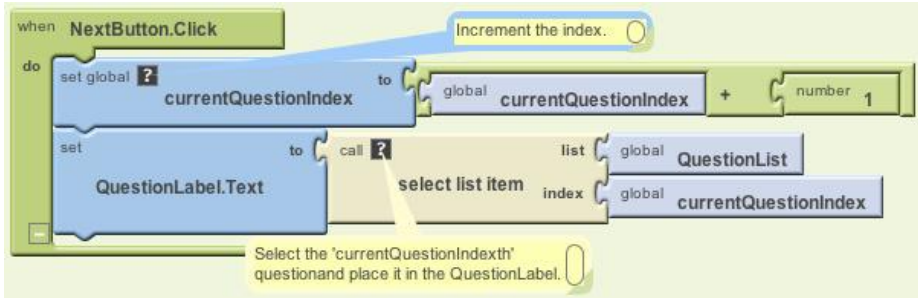 when NextButton.Click
Increment the index.
do
set global ? to global currentQuestionIndex + number 1
currentQuestionIndex
set to call ? list global QuestionList
QuestionLabel.Text select list item
index global currentQuestionIndex
Select the 'currentQuestionIndexth'
questionand place it in the QuestionLabel.